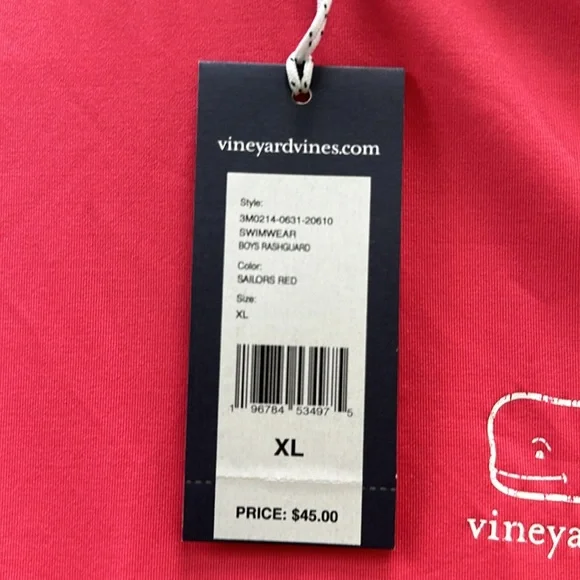 vineyardvines.com
Style:
3M0214-0631-20610
SWIMWEAR
BOYS RASHGUARD
Color:
SAILORS RED
Size:
XL
1 96784 53497 5
XL
PRICE: $45.00
vineya